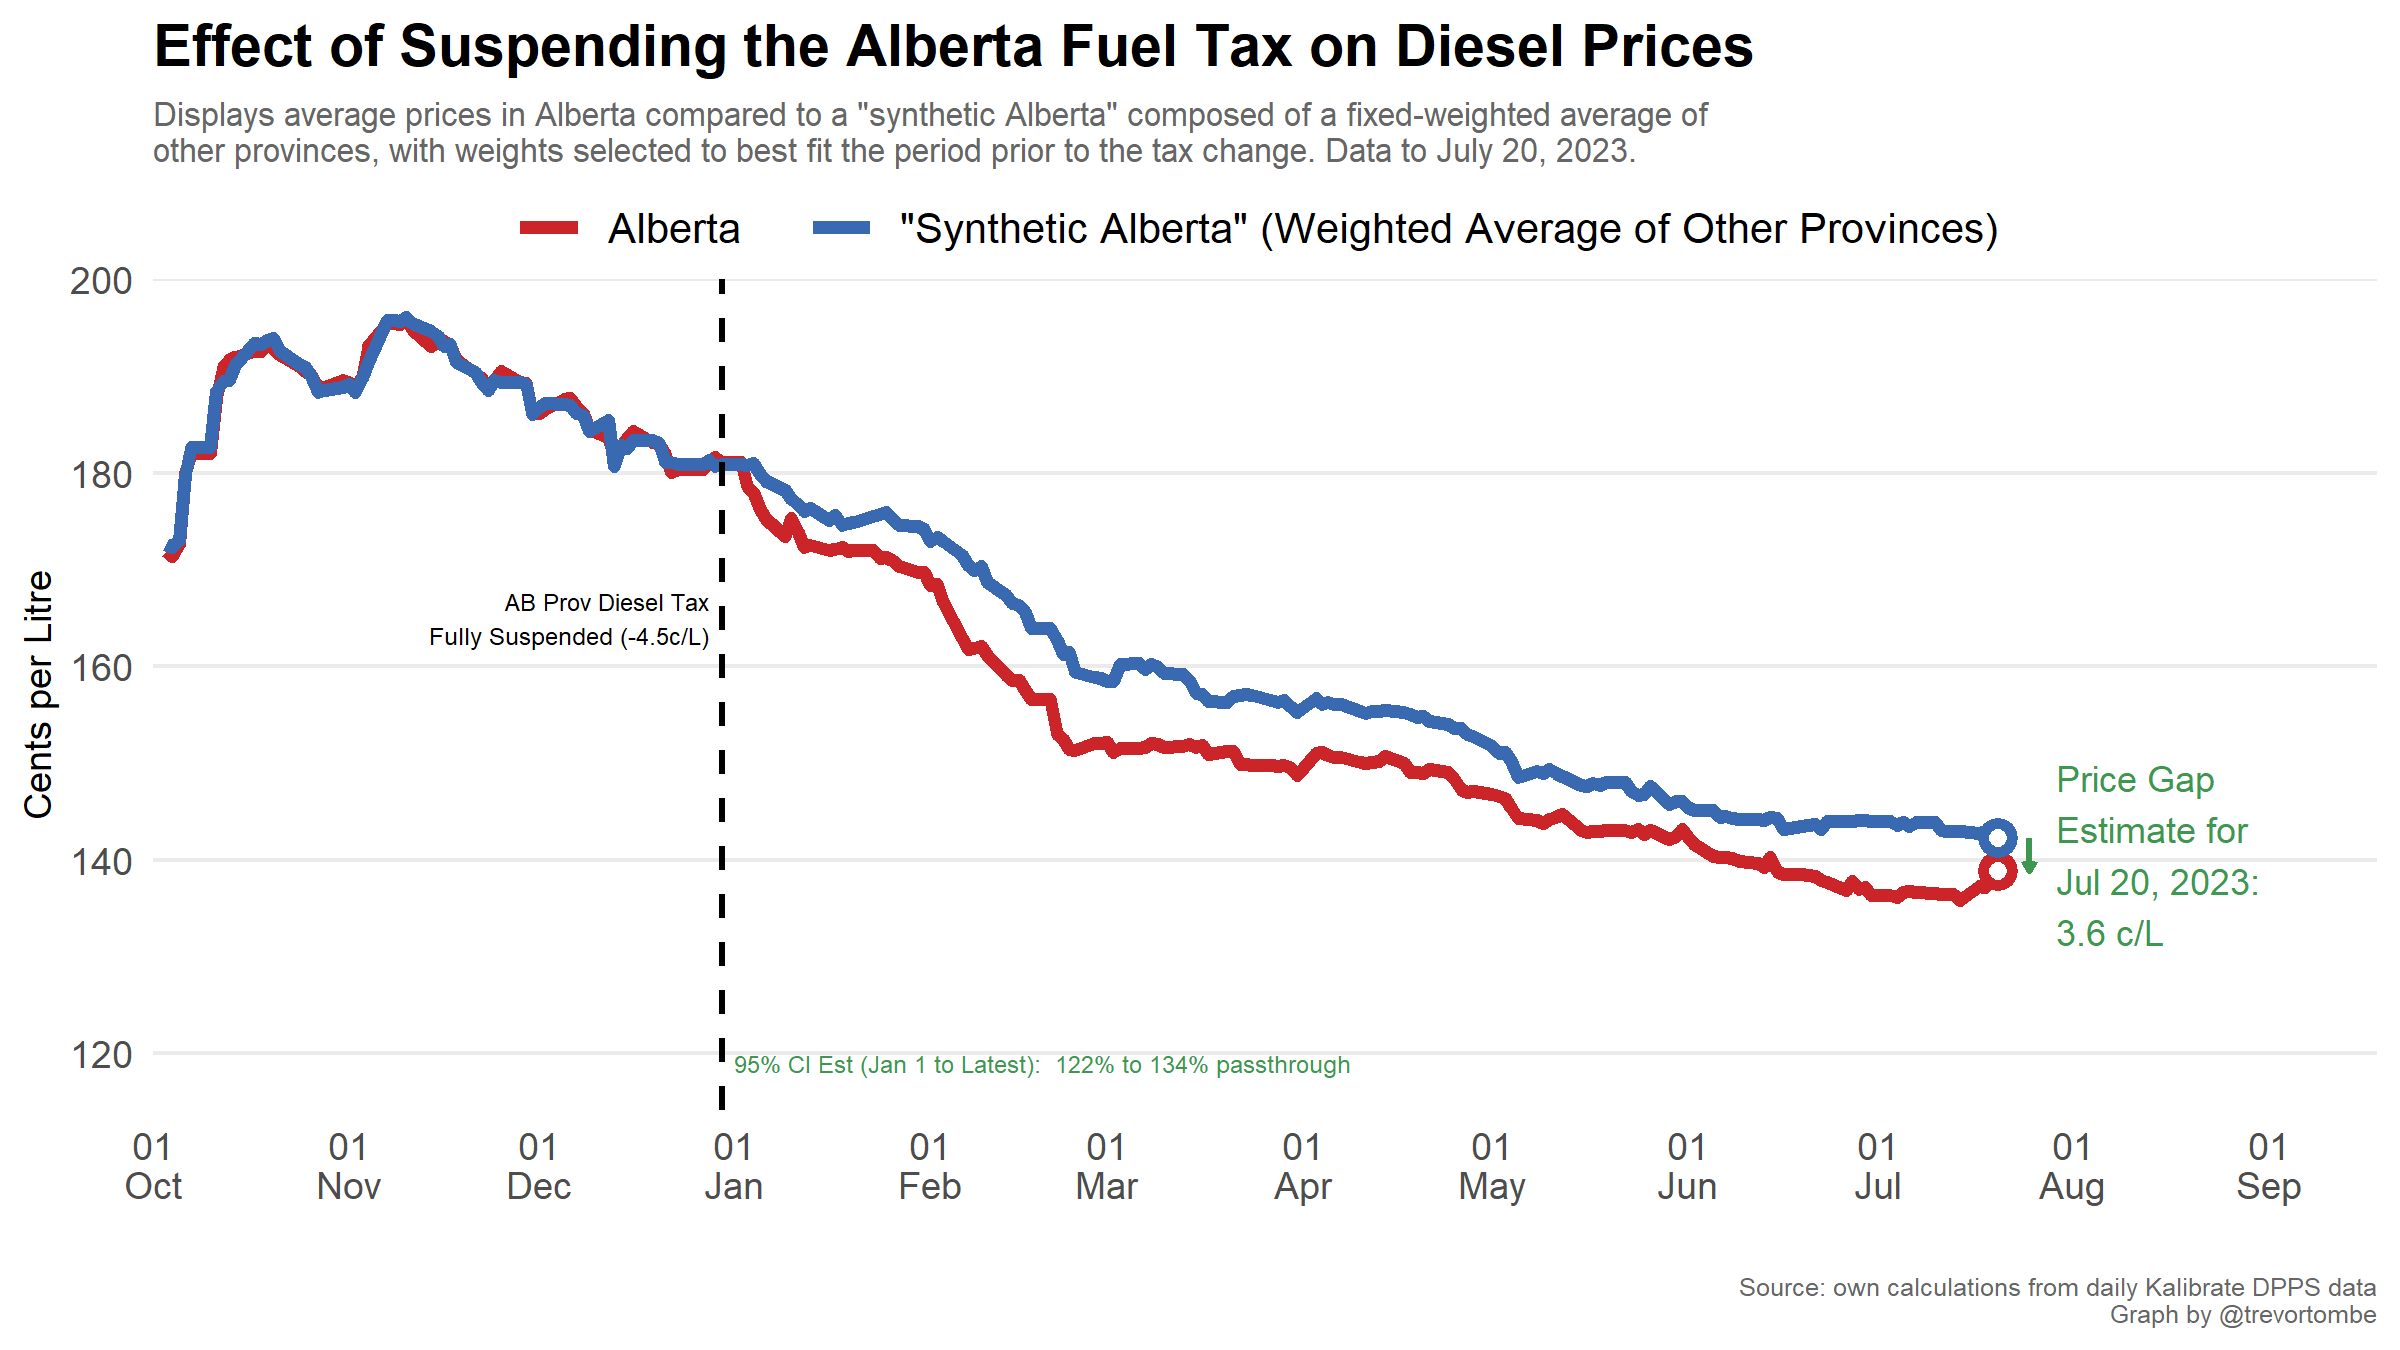 Effect of Suspending the Alberta Fuel Tax on Diesel Prices
Displays average prices in Alberta compared to a "synthetic Alberta" composed of a fixed-weighted average of
other provinces, with weights selected to best fit the period prior to the tax change. Data to July 20, 2023.
Alberta
"Synthetic Alberta" (Weighted Average of Other Provinces)
Cents per Litre
200
180
160
140
120
AB Prov Diesel Tax
Fully Suspended (-4.5c/L)
Price Gap
Estimate for
Jul 20, 2023:
3.6 c/L
95% CI Est (Jan 1 to Latest):  122% to 134% passthrough
01 01 01 01 01 01 01 01 01 01 01 01
Oct Nov Dec Jan Feb Mar Apr May Jun Jul Aug Sep
Source: own calculations from daily Kalibrate DPPS data
Graph by @trevortombe